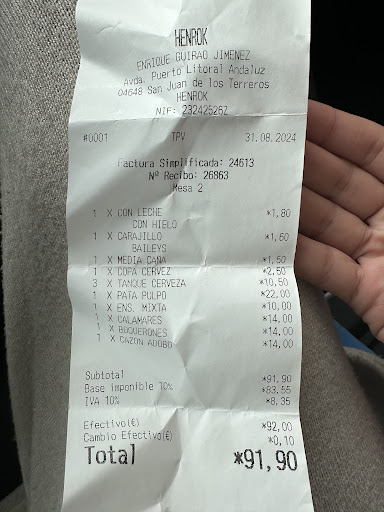 HENROK
ENRIQUE GUIRAO JIMENEZ
Avda. Puerto Litoral Andaluz
04648 San Juan de los Terreros
HENROK
NIF: 23242526Z
#0001 TPV 31.08.2024
Factura Simplificada: 24613
Nº Recibo: 26863
Mesa 2
1 X CON LECHE *1,80
CON HIELO
1 X CARAJILLO *1,60
BAILEYS
1 X MEDIA CAÑA *1,50
1 X COPA CERVEZ *2,50
3 X TANQUE CERVEZA *10,50
1 X PATA PULPO *22,00
1 X ENS. MIXTA *10,00
1 X CALAMARES *14,00
1 X BOQUERONES *14,00
1 X CAZON ADOBO *14,00
Subtotal *91,90
Base imponible 10% *83,55
IVA 10% *8,35
Efectivo(€) *92,00
Cambio Efectivo(€) *0,10
Total *91,90